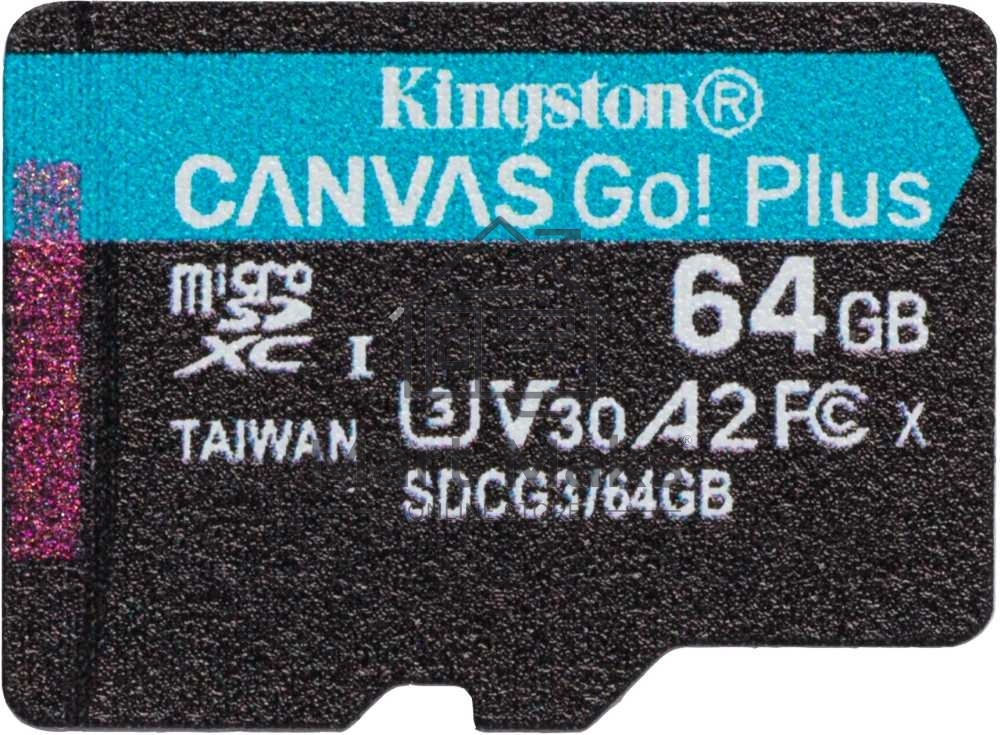 Kingston®
CANVAS Go! Plus
micro
SD
XC I
64GB
TAIWAN
U3 V30 A2 FC X
SDCG3/64GB